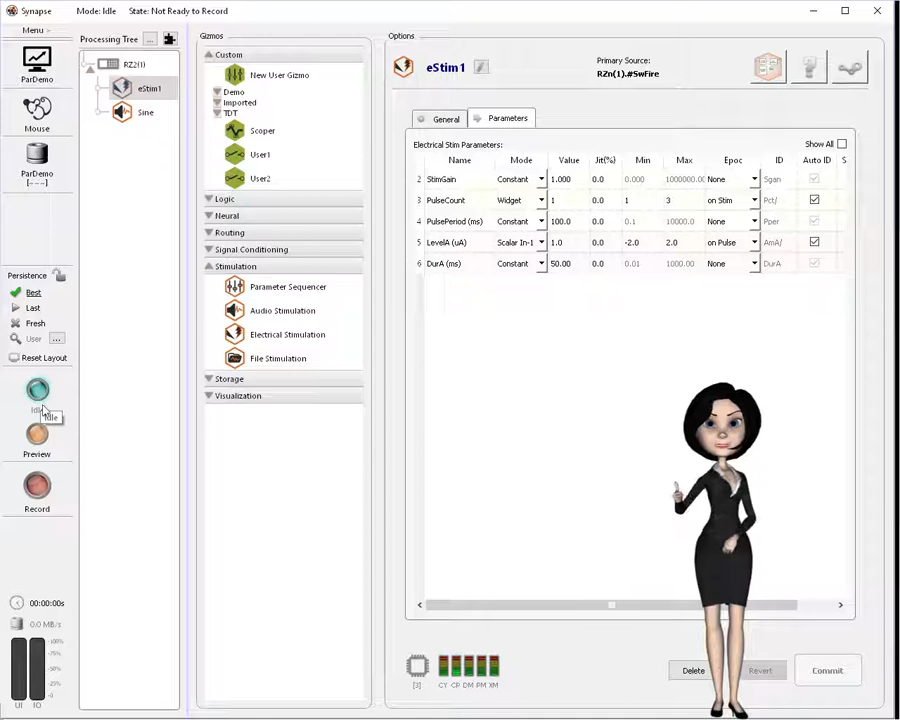 Synapse Mode: Idle State: Not Ready to Record
Menu
ParDemo
Mouse
ParDemo
[---]
Persistence
Best
Last
Fresh
User ...
Reset Layout
Idle
Idle
Preview
Record
00:00:00s
0.0 MB/s
-100%
-75%
-50%
-25%
-0
UI IO
Processing Tree ...
RZ2(1)
eStim1
Sine
Gizmos
Custom
New User Gizmo
Demo
Imported
TDT
Scoper
User1
User2
Logic
Neural
Routing
Signal Conditioning
Stimulation
Parameter Sequencer
Audio Stimulation
Electrical Stimulation
File Stimulation
Storage
Visualization
Options
eStim1
Primary Source:
RZn(1).#SwFire
General Parameters
Electrical Stim Parameters: Show All
Name Mode Value Jit(%) Min Max Epoc ID Auto ID S
2 StimGain Constant 1.000 0.0 0.000 1000000.00 None Sgan
3 PulseCount Widget 1 0.0 1 3 on Stim Pct/
4 PulsePeriod (ms) Constant 100.0 0.0 0.1 10000.0 None Pper
5 LevelA (uA) Scalar In-1 1.0 0.0 -2.0 2.0 on Pulse AmA/
6 DurA (ms) Constant 50.00 0.0 0.01 1000.00 None DurA
[3] CY CP DM PM XM
Delete Revert Commit